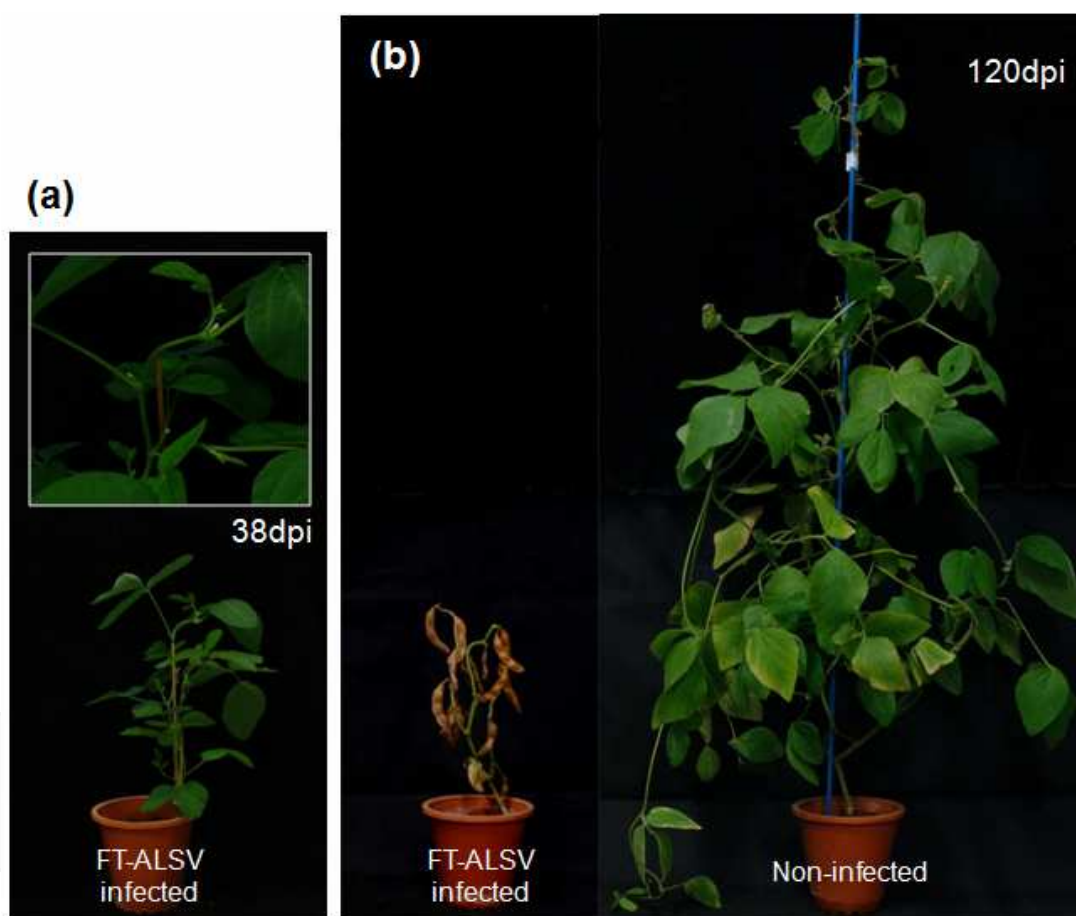 (a)
38dpi
FT-ALSV
infected
(b)
120dpi
FT-ALSV
infected
Non-infected